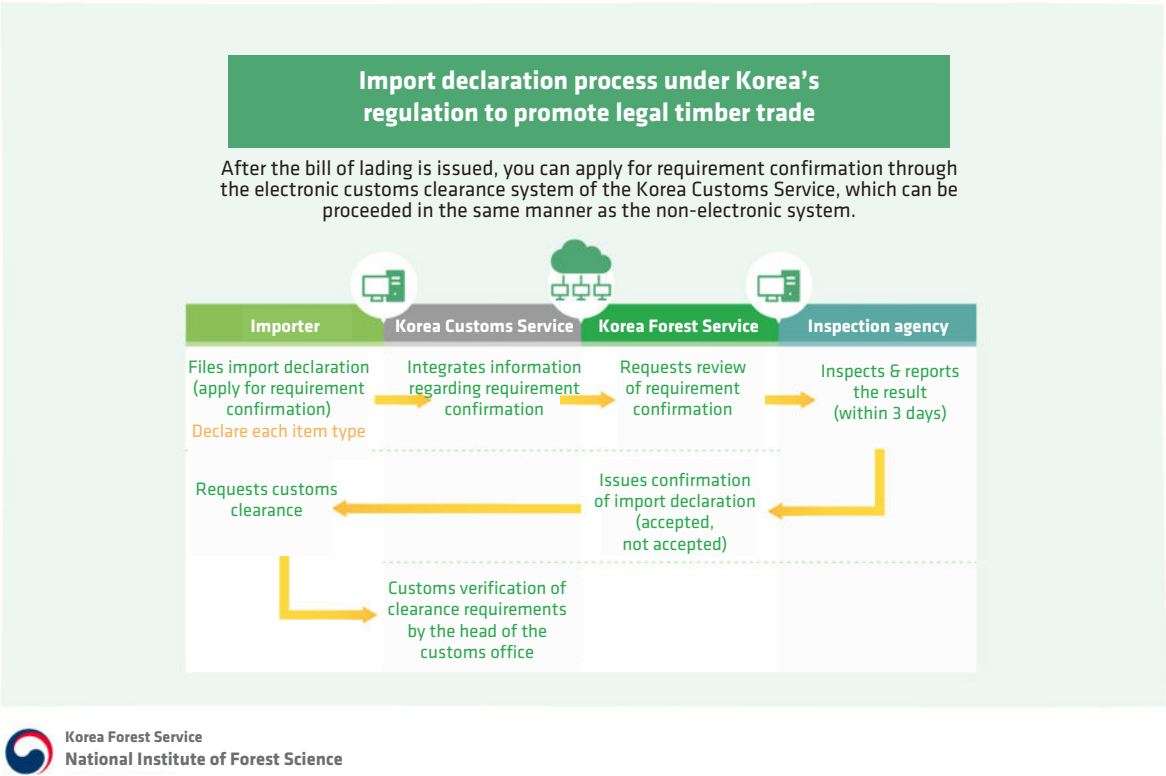 Import declaration process under Korea's
regulation to promote legal timber trade
After the bill of lading is issued, you can apply for requirement confirmation through
the electronic customs clearance system of the Korea Customs Service, which can be
proceeded in the same manner as the non-electronic system.
Importer
Korea Customs Service
Korea Forest Service
Inspection agency
Files import declaration
(apply for requirement
confirmation)
Declare each item type
Integrates information
regarding requirement
confirmation
Requests review
of requirement
confirmation
Inspects & reports
the result
(within 3 days)
Requests customs
clearance
Issues confirmation
of import declaration
(accepted,
not accepted)
Customs verification of
clearance requirements
by the head of the
customs office
Korea Forest Service
National Institute of Forest Science